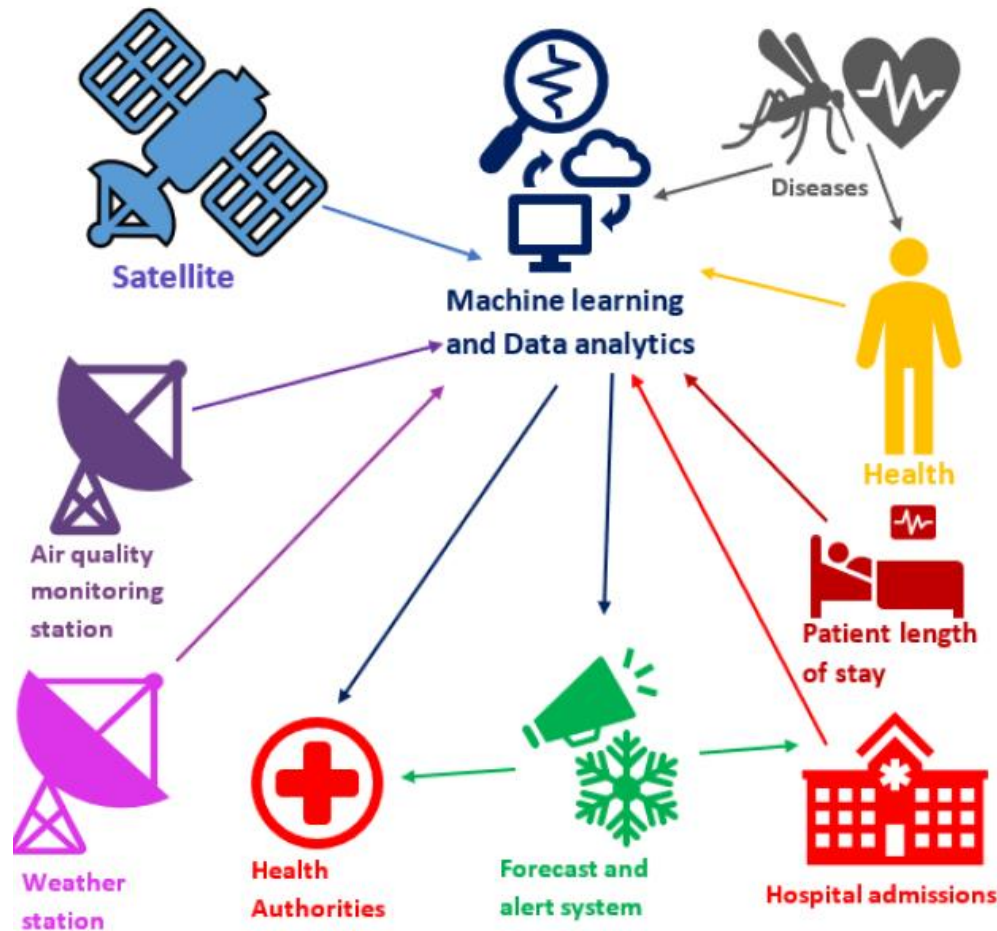 Diseases
Satellite
Machine learning
and Data analytics
Health
Air quality
monitoring
station
Patient length
of stay
Weather
station
Health
Authorities
Forecast and
alert system
Hospital admissions